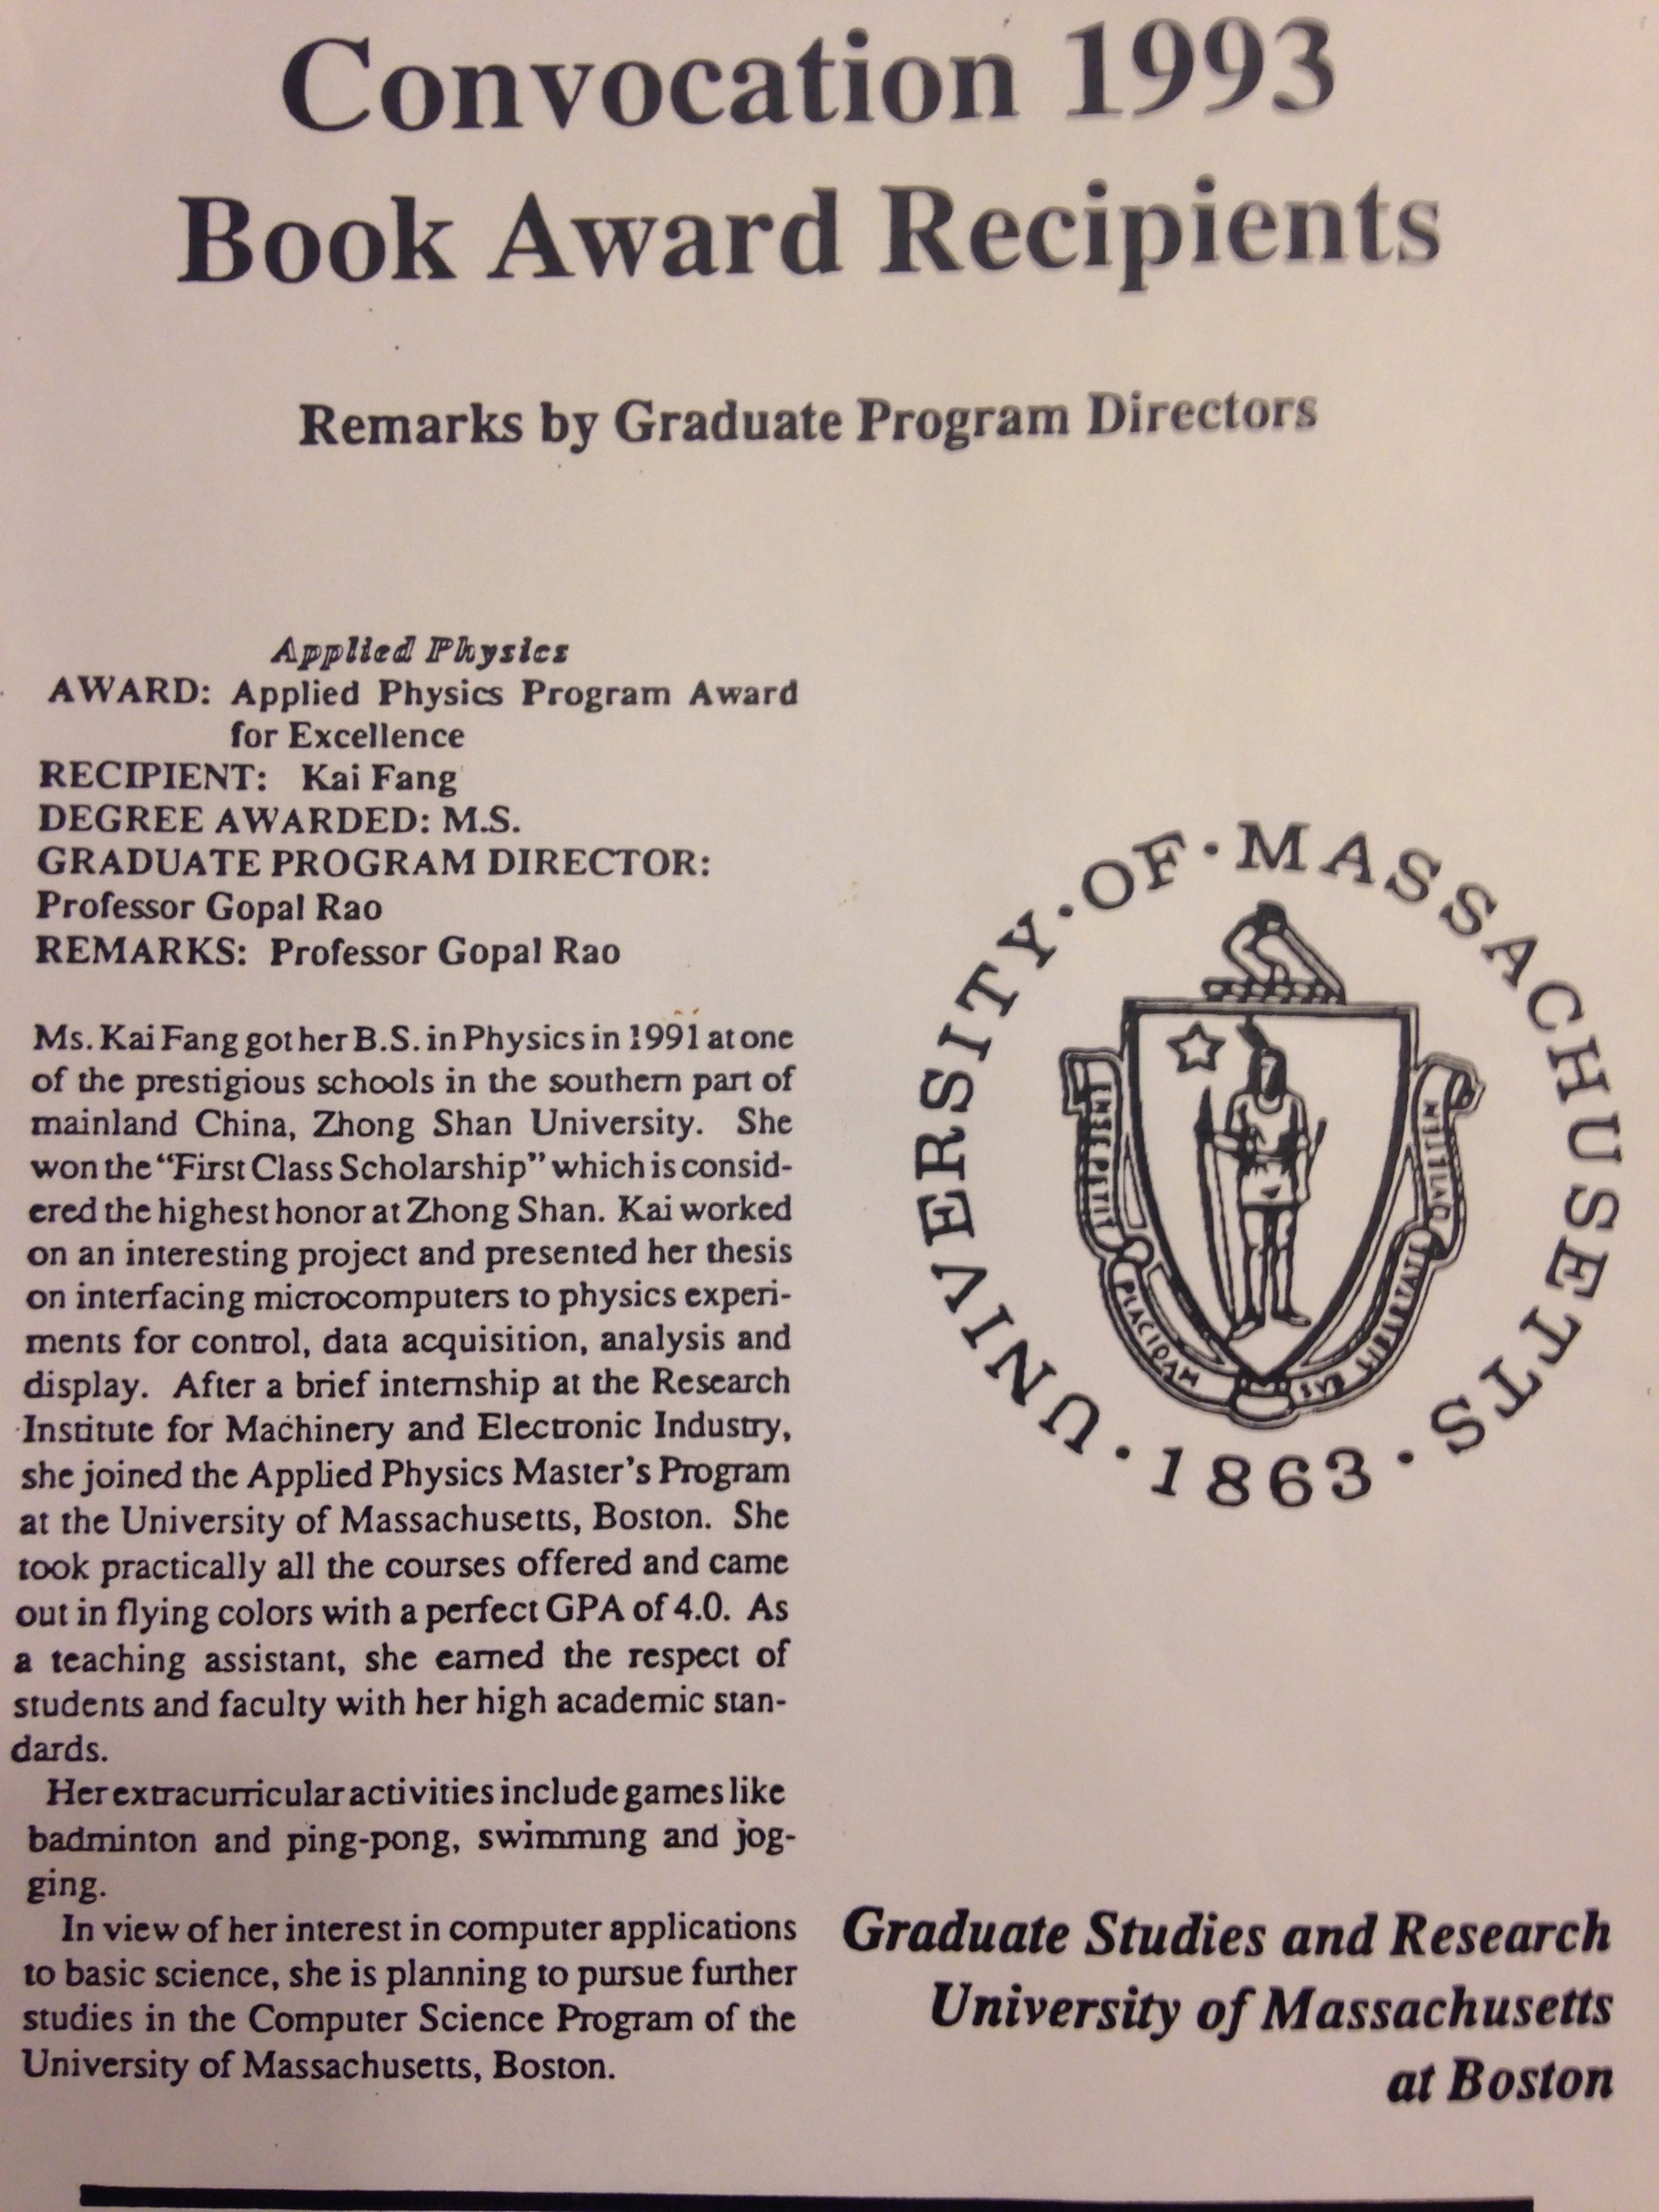 Convocation 1993
Book Award Recipients
Remarks by Graduate Program Directors
Applied Physics
AWARD: Applied Physics Program Award
for Excellence
RECIPIENT: Kai Fang
DEGREE AWARDED: M.S.
GRADUATE PROGRAM DIRECTOR:
Professor Gopal Rao
REMARKS: Professor Gopal Rao
Ms. Kai Fang got her B.S. in Physics in 1991 at one
of the prestigious schools in the southern part of
mainland China, Zhong Shan University. She
won the "First Class Scholarship" which is consid-
ered the highest honor at Zhong Shan. Kai worked
on an interesting project and presented her thesis
on interfacing microcomputers to physics experi-
ments for control, data acquisition, analysis and
display. After a brief internship at the Research
Institute for Machinery and Electronic Industry,
she joined the Applied Physics Master's Program
at the University of Massachusetts, Boston. She
took practically all the courses offered and came
out in flying colors with a perfect GPA of 4.0. As
a teaching assistant, she earned the respect of
students and faculty with her high academic stan-
dards.
Her extracurricular activities include games like
badminton and ping-pong, swimming and jog-
ging.
In view of her interest in computer applications
to basic science, she is planning to pursue further
studies in the Computer Science Program of the
University of Massachusetts, Boston.
UNIVERSITY·OF·MASSACHUSETTS
·1863·
ENSE PETIT
PLACIDAM
SUB LIBERTATE
QUIETEM
Graduate Studies and Research
University of Massachusetts
at Boston